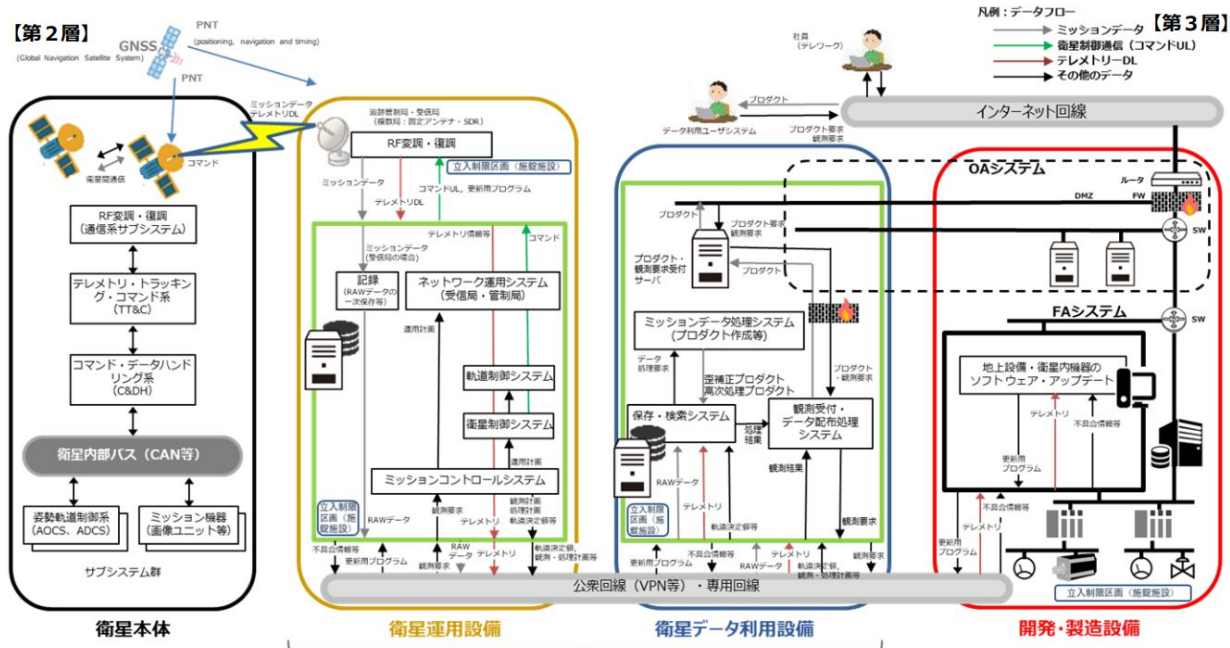 【第２層】
GNSS
(Global Navigation Satellite System)
PNT
(positioning, navigation and timing)
PNT
凡例：データフロー
ミッションデータ
衛星制御通信（コマンドUL）
テレメトリーDL
その他のデータ
【第３層】
社員
（テレワーク）
プロダクト
データ利用ユーザシステム
プロダクト要求
観測要求
インターネット回線
ミッションデータ
テレメトリDL
コマンド
衛星間通信
RF変調・復調
（通信系サブシステム）
テレメトリ・トラッキ
ング・コマンド系
（TT&C）
コマンド・データハンド
リング系
（C&DH）
衛星内部バス（CAN等）
姿勢軌道制御系
（AOCS、ADCS）
ミッション機器
（画像ユニット等）
サブシステム群
衛星本体
追跡管制局・受信局
（複数局：固定アンテナ・SDR）
RF変調・復調
立入制限区画（施錠施設）
ミッションデータ
テレメトリDL
コマンドUL，更新用プログラム
ミッションデータ
(受信局の場合)
テレメトリ情報等
コマンド
記録
（RAWデータの
一次保存等）
ネットワーク運用システム
（受信局・管制局）
運用計画
軌道制御システム
衛星制御システム
運用計画
ミッションコントロールシステム
立入制限
区画（施
錠施設）
RAWデータ
観測要求
テレメトリ
観測計画
処理計画
軌道決定値等
不具合情報等
更新用プログラム
観測要求
RAW
データ
テレメトリ
軌道決定値，
観測・処理計画等
衛星運用設備
プロダクト
プロダクト要求
観測要求
プロダクト・
観測要求受付
サーバ
プロダクト
ミッションデータ処理システム
(プロダクト作成等)
データ
処理要求
歪補正プロダクト
高次処理プロダクト
プロダクト
・観測要求
保存・検索システム
処理
結果
観測受付・
データ配布処理
システム
立入制限
区画（施
錠施設）
RAWデータ
テレメトリ
軌道決定値等
観測結果
観測要求
更新用プログラム
不具合情報等
RAWデータ
テレメトリ
軌道決定値，
観測・処理計画等
観測要求
衛星データ利用設備
公衆回線（VPN等）・専用回線
OAシステム
ルータ
DMZ
FW
SW
SW
FAシステム
地上設備・衛星内機器の
ソフトウェア・アップデート
更新用
プログラム
テレメトリ
不具合情報等
更新用
プログラム
テレメトリ
不具合情報等
立入制限区画（施錠施設）
開発・製造設備